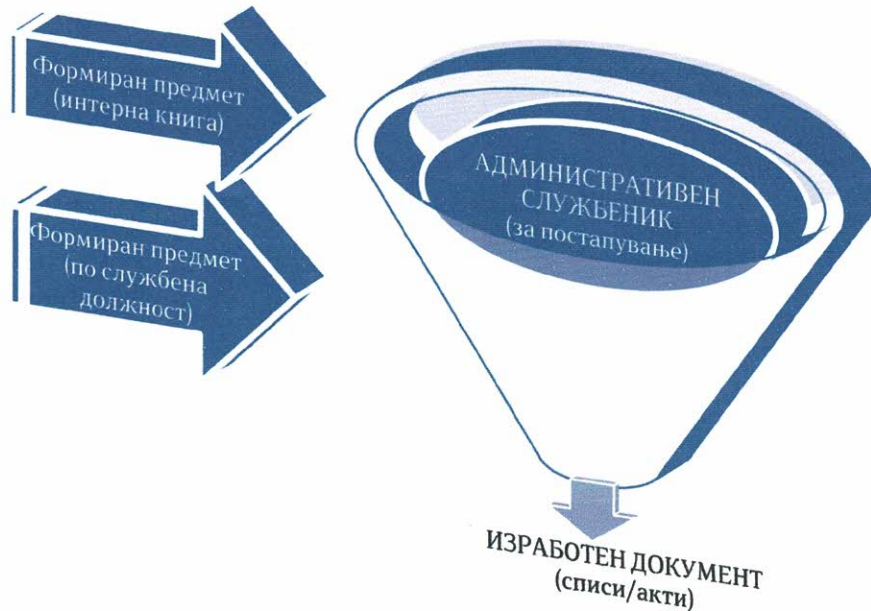 Формиран предмет
(интерна книга)
Формиран предмет
(по службена
должност)
АДМИНИСТРАТИВЕН
СЛУЖБЕНИК
(за постапување)
ИЗРАБОТЕН ДОКУМЕНТ
(списи/акти)